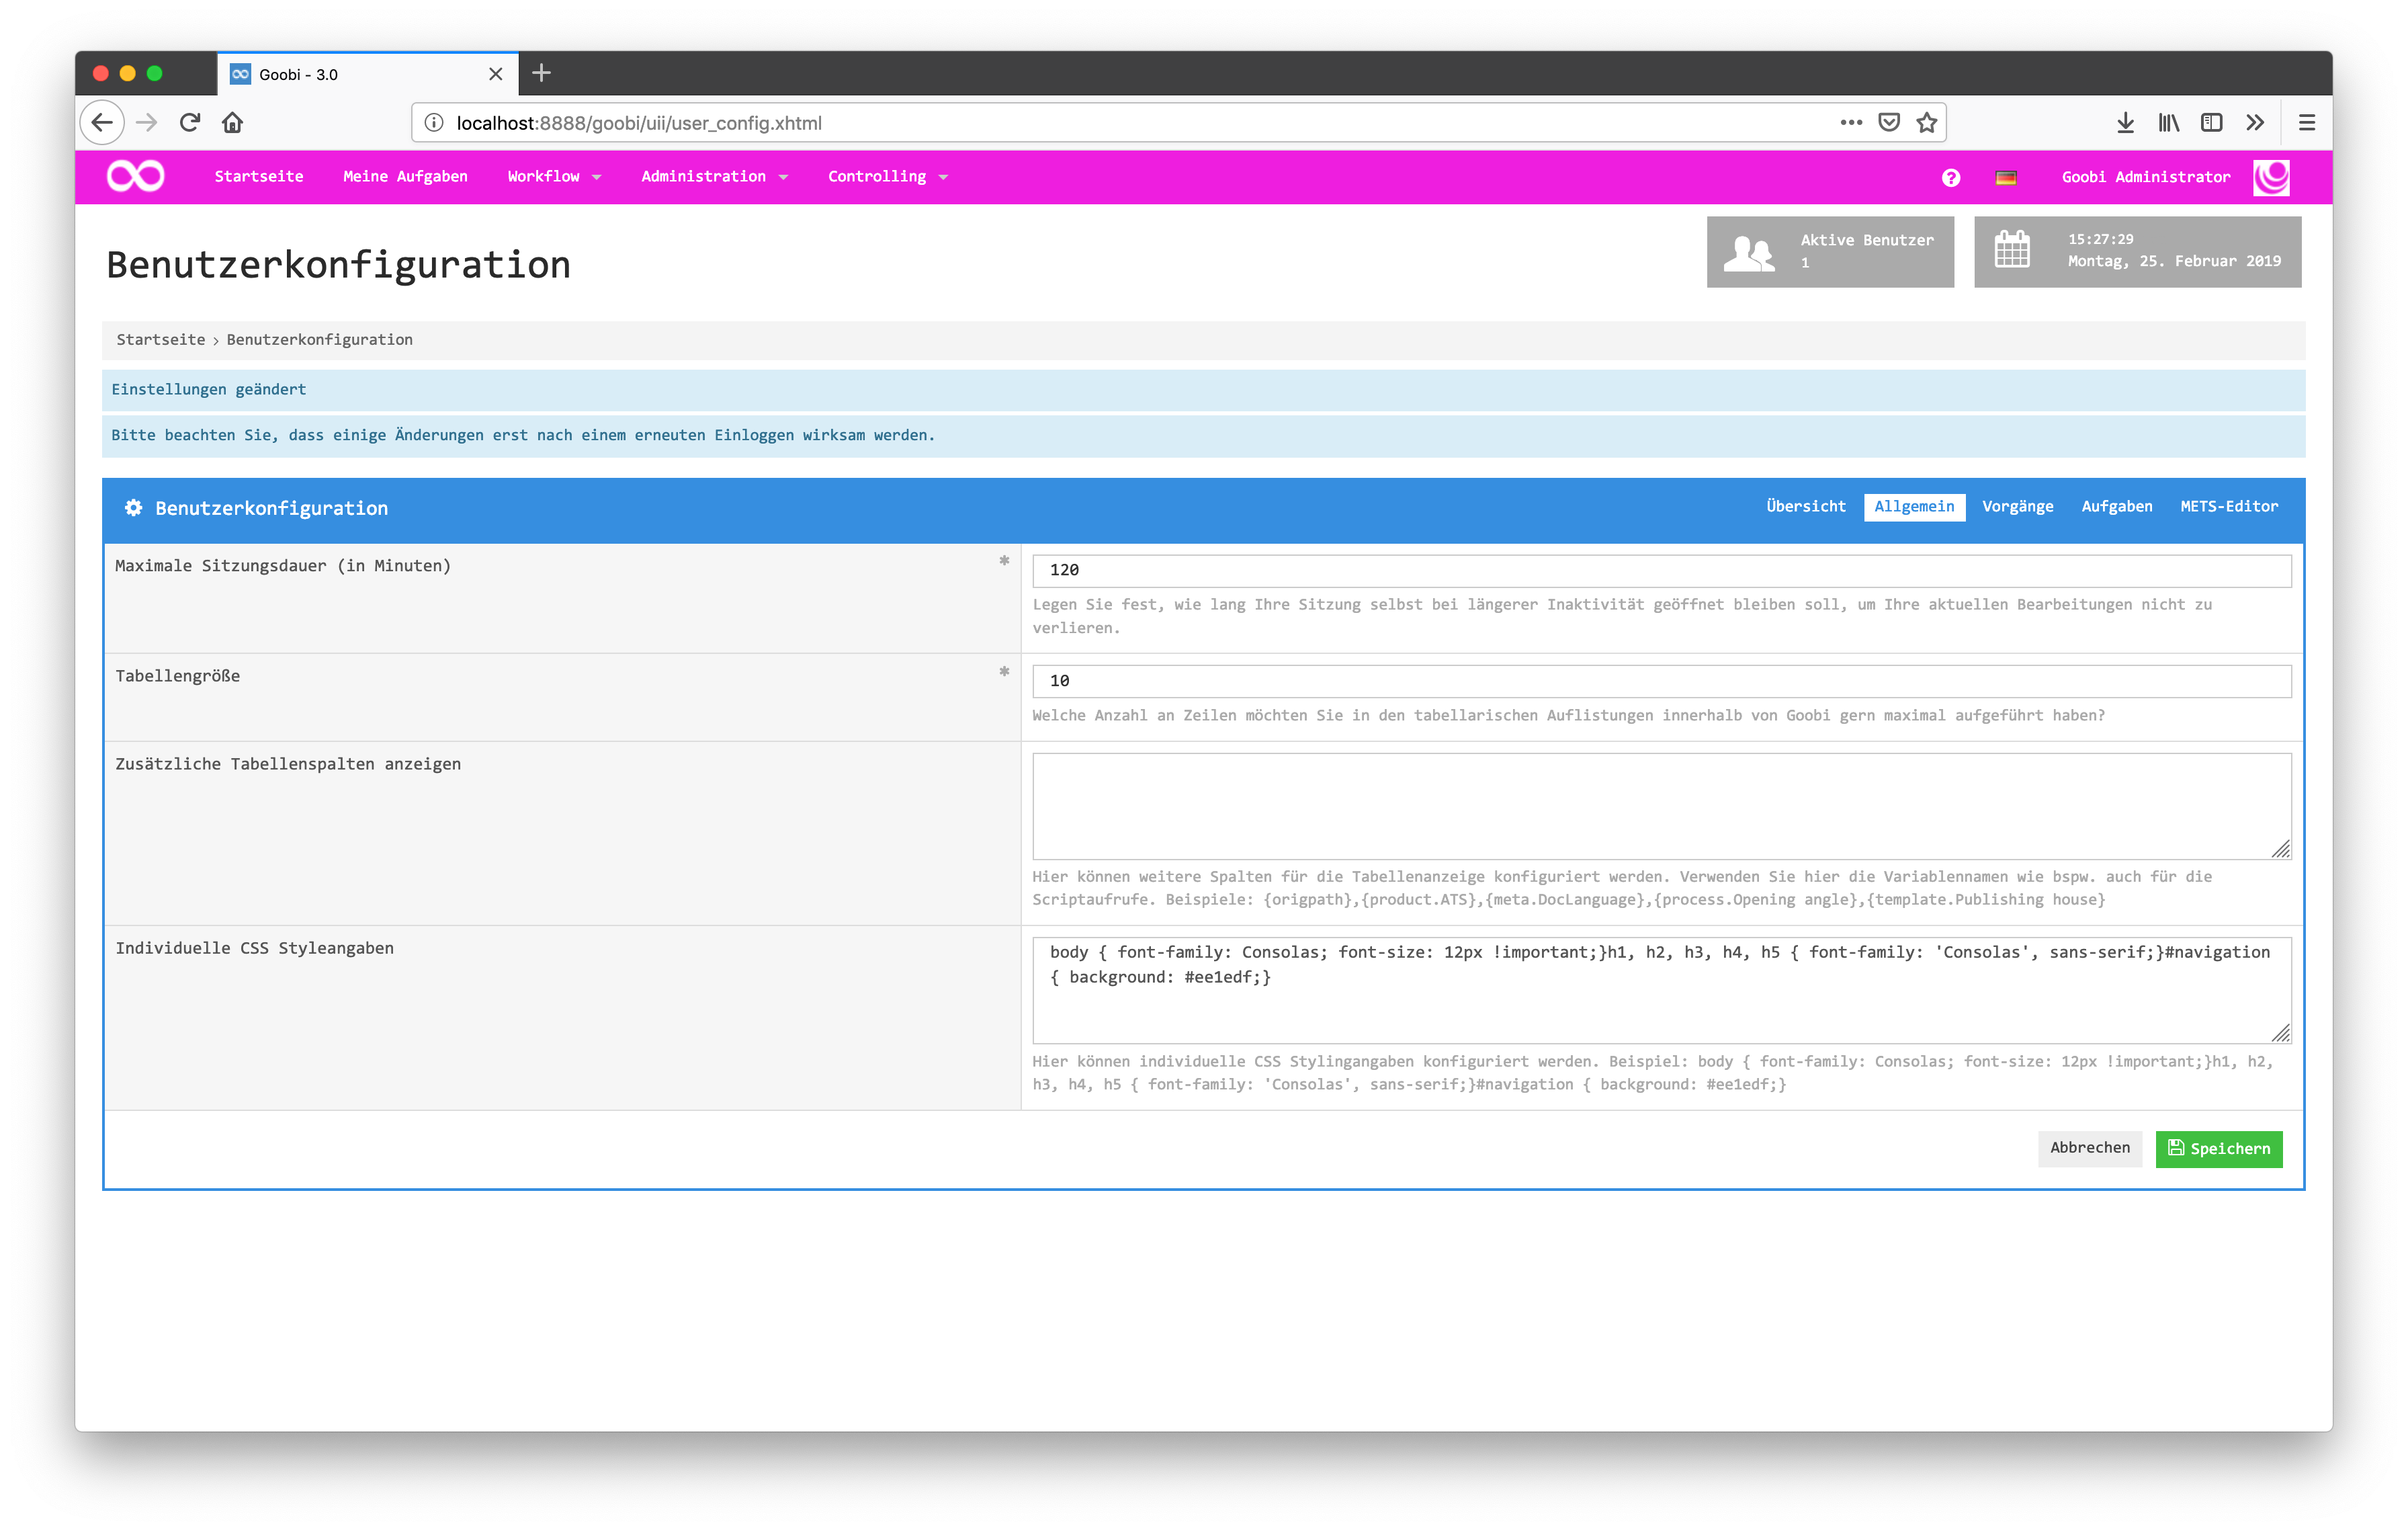 Goobi - 3.0
localhost:8888/goobi/uii/user_config.xhtml
Startseite Meine Aufgaben Workflow Administration Controlling Goobi Administrator
Benutzerkonfiguration
Aktive Benutzer
1
15:27:29
Montag, 25. Februar 2019
Startseite › Benutzerkonfiguration
Einstellungen geändert
Bitte beachten Sie, dass einige Änderungen erst nach einem erneuten Einloggen wirksam werden.
Benutzerkonfiguration
Übersicht Allgemein Vorgänge Aufgaben METS-Editor
Maximale Sitzungsdauer (in Minuten) *
120
Legen Sie fest, wie lang Ihre Sitzung selbst bei längerer Inaktivität geöffnet bleiben soll, um Ihre aktuellen Bearbeitungen nicht zu
verlieren.
Tabellengröße *
10
Welche Anzahl an Zeilen möchten Sie in den tabellarischen Auflistungen innerhalb von Goobi gern maximal aufgeführt haben?
Zusätzliche Tabellenspalten anzeigen
Hier können weitere Spalten für die Tabellenanzeige konfiguriert werden. Verwenden Sie hier die Variablennamen wie bspw. auch für die
Scriptaufrufe. Beispiele: {origpath},{product.ATS},{meta.DocLanguage},{process.Opening angle},{template.Publishing house}
Individuelle CSS Styleangaben
body { font-family: Consolas; font-size: 12px !important;}h1, h2, h3, h4, h5 { font-family: 'Consolas', sans-serif;}#navigation
{ background: #ee1edf;}
Hier können individuelle CSS Stylingangaben konfiguriert werden. Beispiel: body { font-family: Consolas; font-size: 12px !important;}h1, h2,
h3, h4, h5 { font-family: 'Consolas', sans-serif;}#navigation { background: #ee1edf;}
Abbrechen Speichern